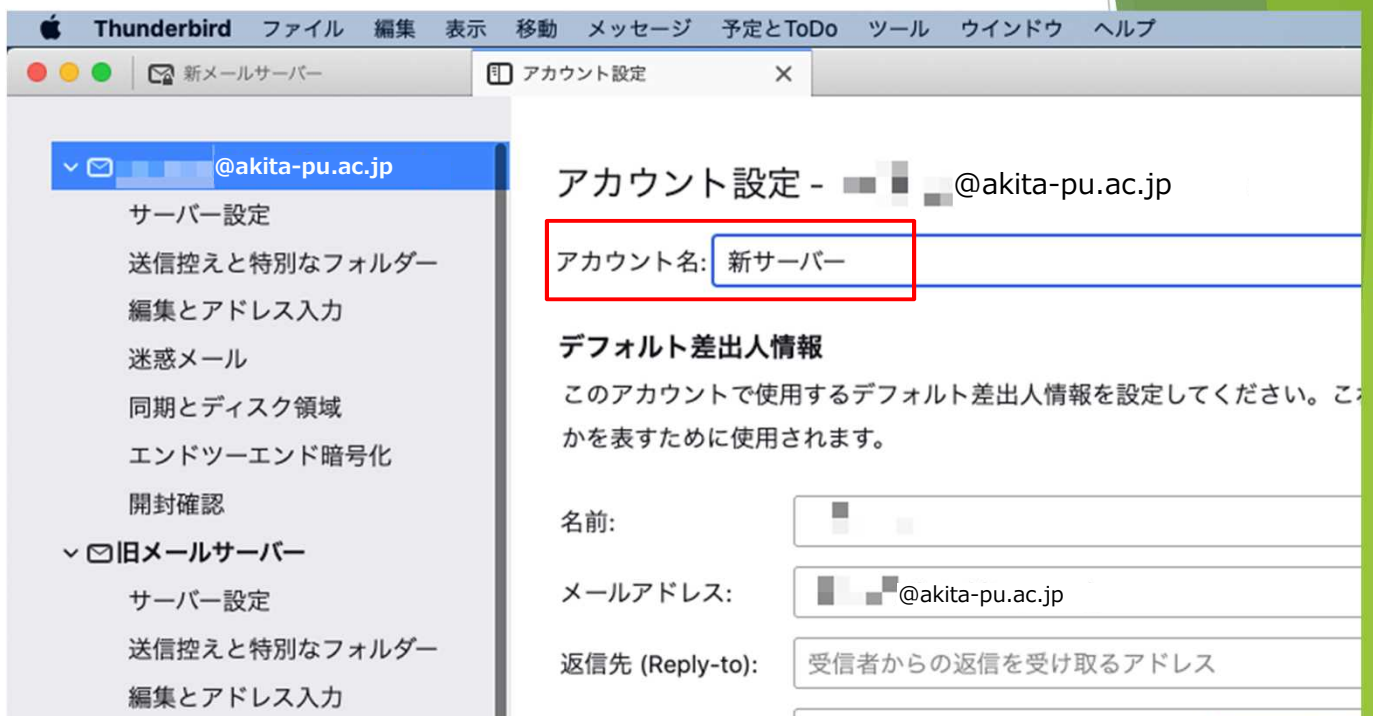 Thunderbird ファイル 編集 表示 移動 メッセージ 予定とToDo ツール ウインドウ ヘルプ
新メールサーバー アカウント設定
@akita-pu.ac.jp
サーバー設定
送信控えと特別なフォルダー
編集とアドレス入力
迷惑メール
同期とディスク領域
エンドツーエンド暗号化
開封確認
旧メールサーバー
サーバー設定
送信控えと特別なフォルダー
編集とアドレス入力
アカウント設定 - @akita-pu.ac.jp
アカウント名: 新サーバー
デフォルト差出人情報
このアカウントで使用するデフォルト差出人情報を設定してください。こ
かを表すために使用されます。
名前:
メールアドレス: @akita-pu.ac.jp
返信先 (Reply-to): 受信者からの返信を受け取るアドレス